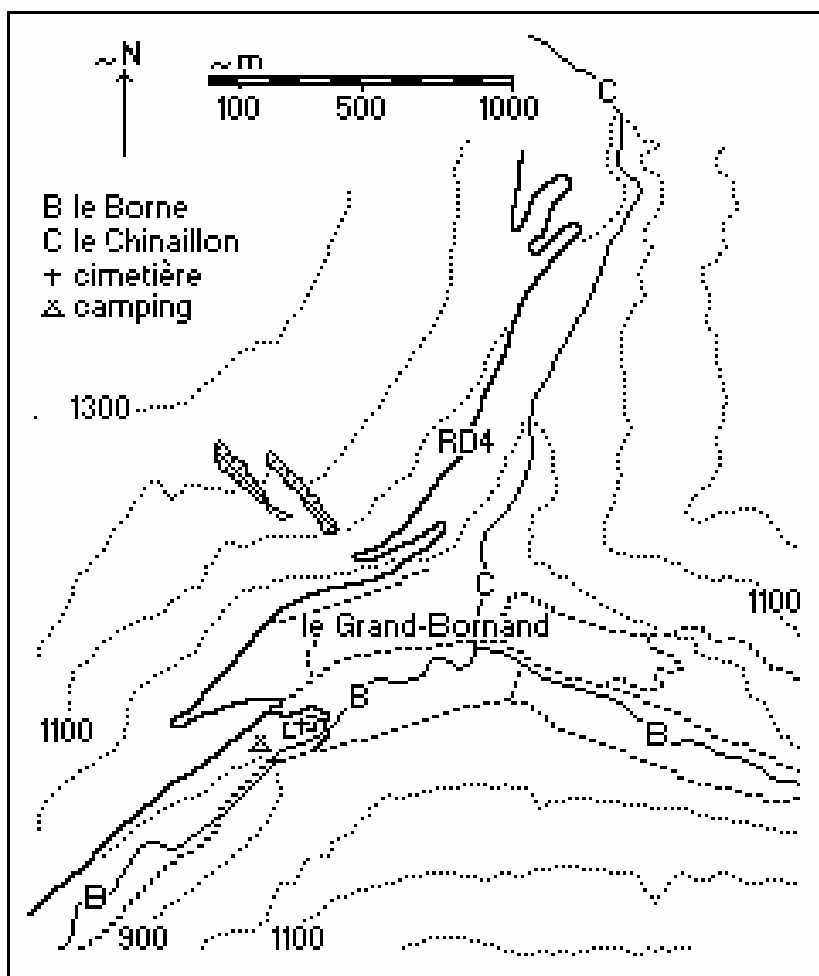 ~N
~m
100 500 1000
C
B le Borne
C le Chinaillon
cimetière
camping
1300
RD4
C
1100
le Grand-Bornand
B
1100
B
B
900 1100